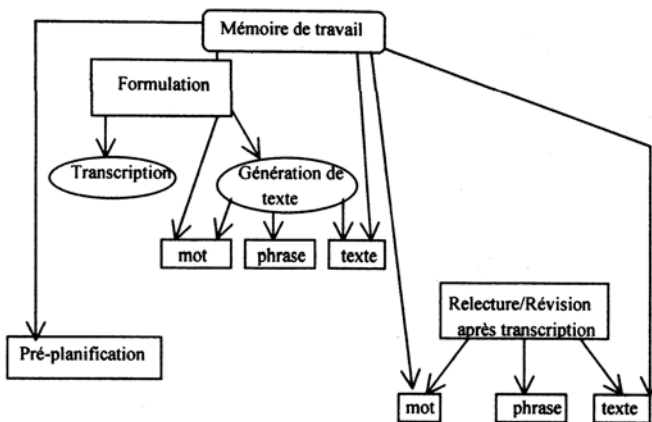 Mémoire de travail
Formulation
Transcription
Génération de
texte
mot
phrase
texte
Relecture/Révision
après transcription
Pré-planification
mot
phrase
texte